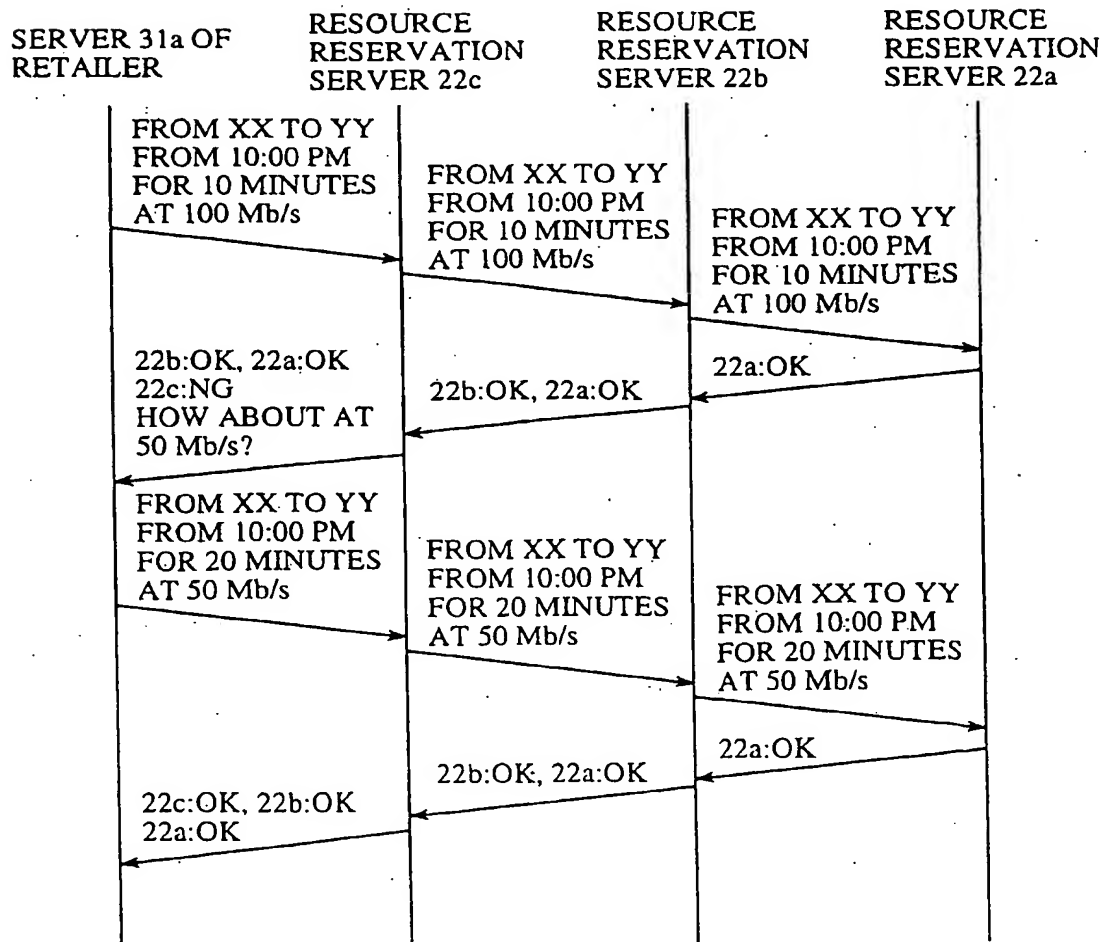 SERVER 31a OF
RETAILER
RESOURCE
RESERVATION
SERVER 22c
RESOURCE
RESERVATION
SERVER 22b
RESOURCE
RESERVATION
SERVER 22a
FROM XX TO YY
FROM 10:00 PM
FOR 10 MINUTES
AT 100 Mb/s
FROM XX TO YY
FROM 10:00 PM
FOR 10 MINUTES
AT 100 Mb/s
FROM XX TO YY
FROM 10:00 PM
FOR 10 MINUTES
AT 100 Mb/s
22a:OK
22b:OK, 22a:OK
22b:OK, 22a:OK
22c:NG
HOW ABOUT AT
50 Mb/s?
FROM XX TO YY
FROM 10:00 PM
FOR 20 MINUTES
AT 50 Mb/s
FROM XX TO YY
FROM 10:00 PM
FOR 20 MINUTES
AT 50 Mb/s
FROM XX TO YY
FROM 10:00 PM
FOR 20 MINUTES
AT 50 Mb/s
22a:OK
22b:OK, 22a:OK
22c:OK, 22b:OK
22a:OK